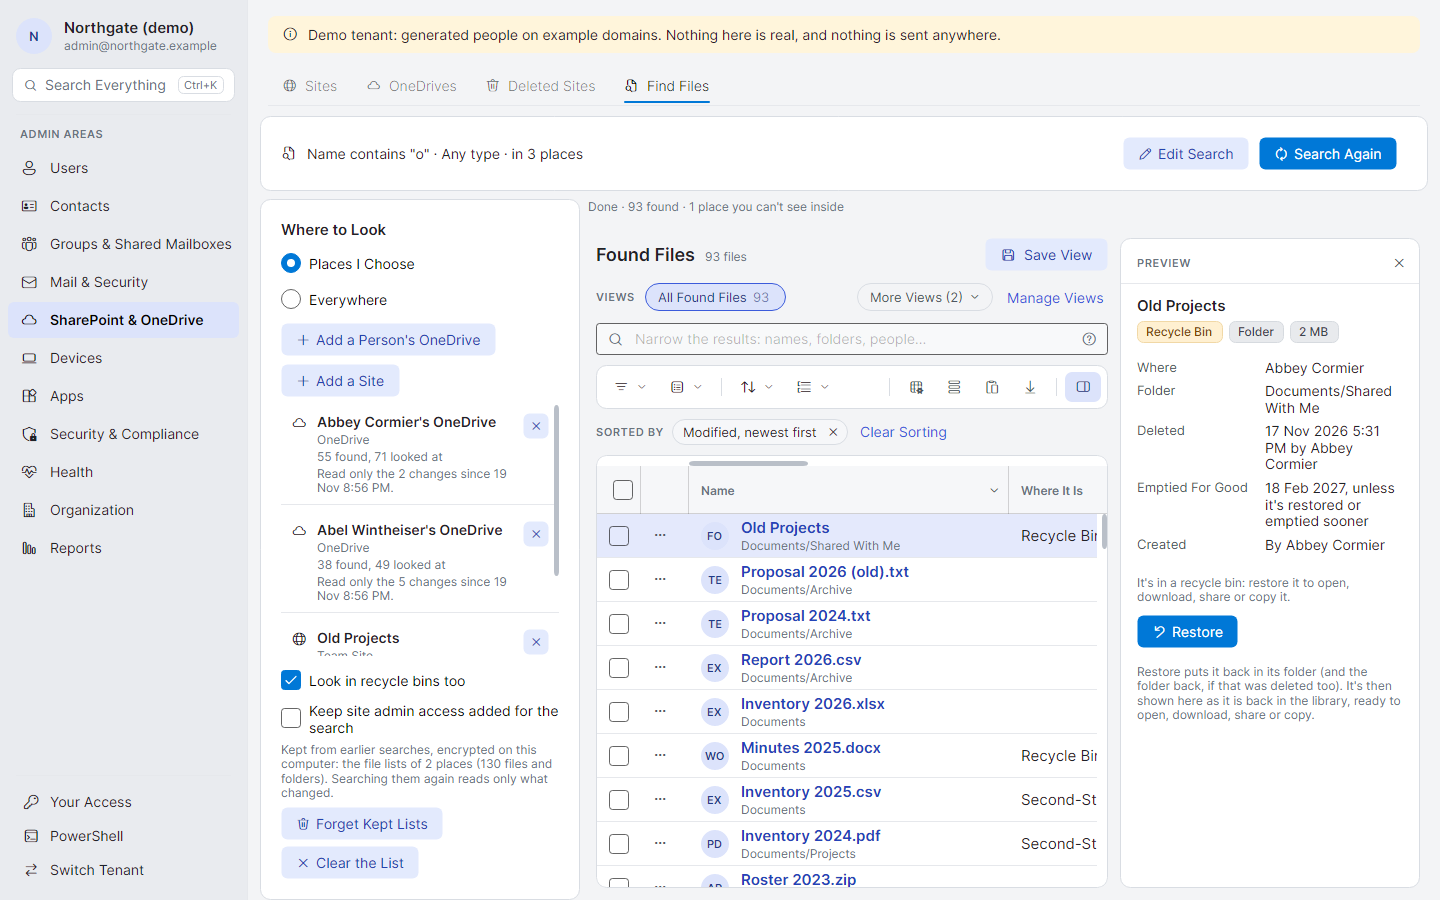 N
Northgate (demo)
admin@northgate.example
Search Everything Ctrl+K
ADMIN AREAS
Users
Contacts
Groups & Shared Mailboxes
Mail & Security
SharePoint & OneDrive
Devices
Apps
Security & Compliance
Health
Organization
Reports
Your Access
PowerShell
Switch Tenant
Demo tenant: generated people on example domains. Nothing here is real, and nothing is sent anywhere.
Sites OneDrives Deleted Sites Find Files
Name contains "o" · Any type · in 3 places
Edit Search Search Again
Where to Look
Places I Choose
Everywhere
Add a Person's OneDrive
Add a Site
Abbey Cormier's OneDrive
OneDrive
55 found, 71 looked at
Read only the 2 changes since 19
Nov 8:56 PM.
Abel Wintheiser's OneDrive
OneDrive
38 found, 49 looked at
Read only the 5 changes since 19
Nov 8:56 PM.
Old Projects
Team Site
Look in recycle bins too
Keep site admin access added for the
search
Kept from earlier searches, encrypted on this
computer: the file lists of 2 places (130 files and
folders). Searching them again reads only what
changed.
Forget Kept Lists
Clear the List
Done · 93 found · 1 place you can't see inside
Found Files 93 files
Save View
VIEWS All Found Files 93 More Views (2) Manage Views
Narrow the results: names, folders, people...
SORTED BY Modified, newest first Clear Sorting
Name Where It Is
FO Old Projects Recycle Bin
Documents/Shared With Me
TE Proposal 2026 (old).txt
Documents/Archive
TE Proposal 2024.txt
Documents/Archive
EX Report 2026.csv
Documents/Archive
EX Inventory 2026.xlsx
Documents
WO Minutes 2025.docx Recycle Bin
Documents
EX Inventory 2025.csv Second-St
Documents
PD Inventory 2024.pdf Second-St
Documents/Projects
Roster 2023.zip
PREVIEW
Old Projects
Recycle Bin Folder 2 MB
Where Abbey Cormier
Folder Documents/Shared
With Me
Deleted 17 Nov 2026 5:31
PM by Abbey
Cormier
Emptied For Good 18 Feb 2027, unless
it's restored or
emptied sooner
Created By Abbey Cormier
It's in a recycle bin: restore it to open,
download, share or copy it.
Restore
Restore puts it back in its folder (and the
folder back, if that was deleted too). It's then
shown here as it is back in the library, ready to
open, download, share or copy.